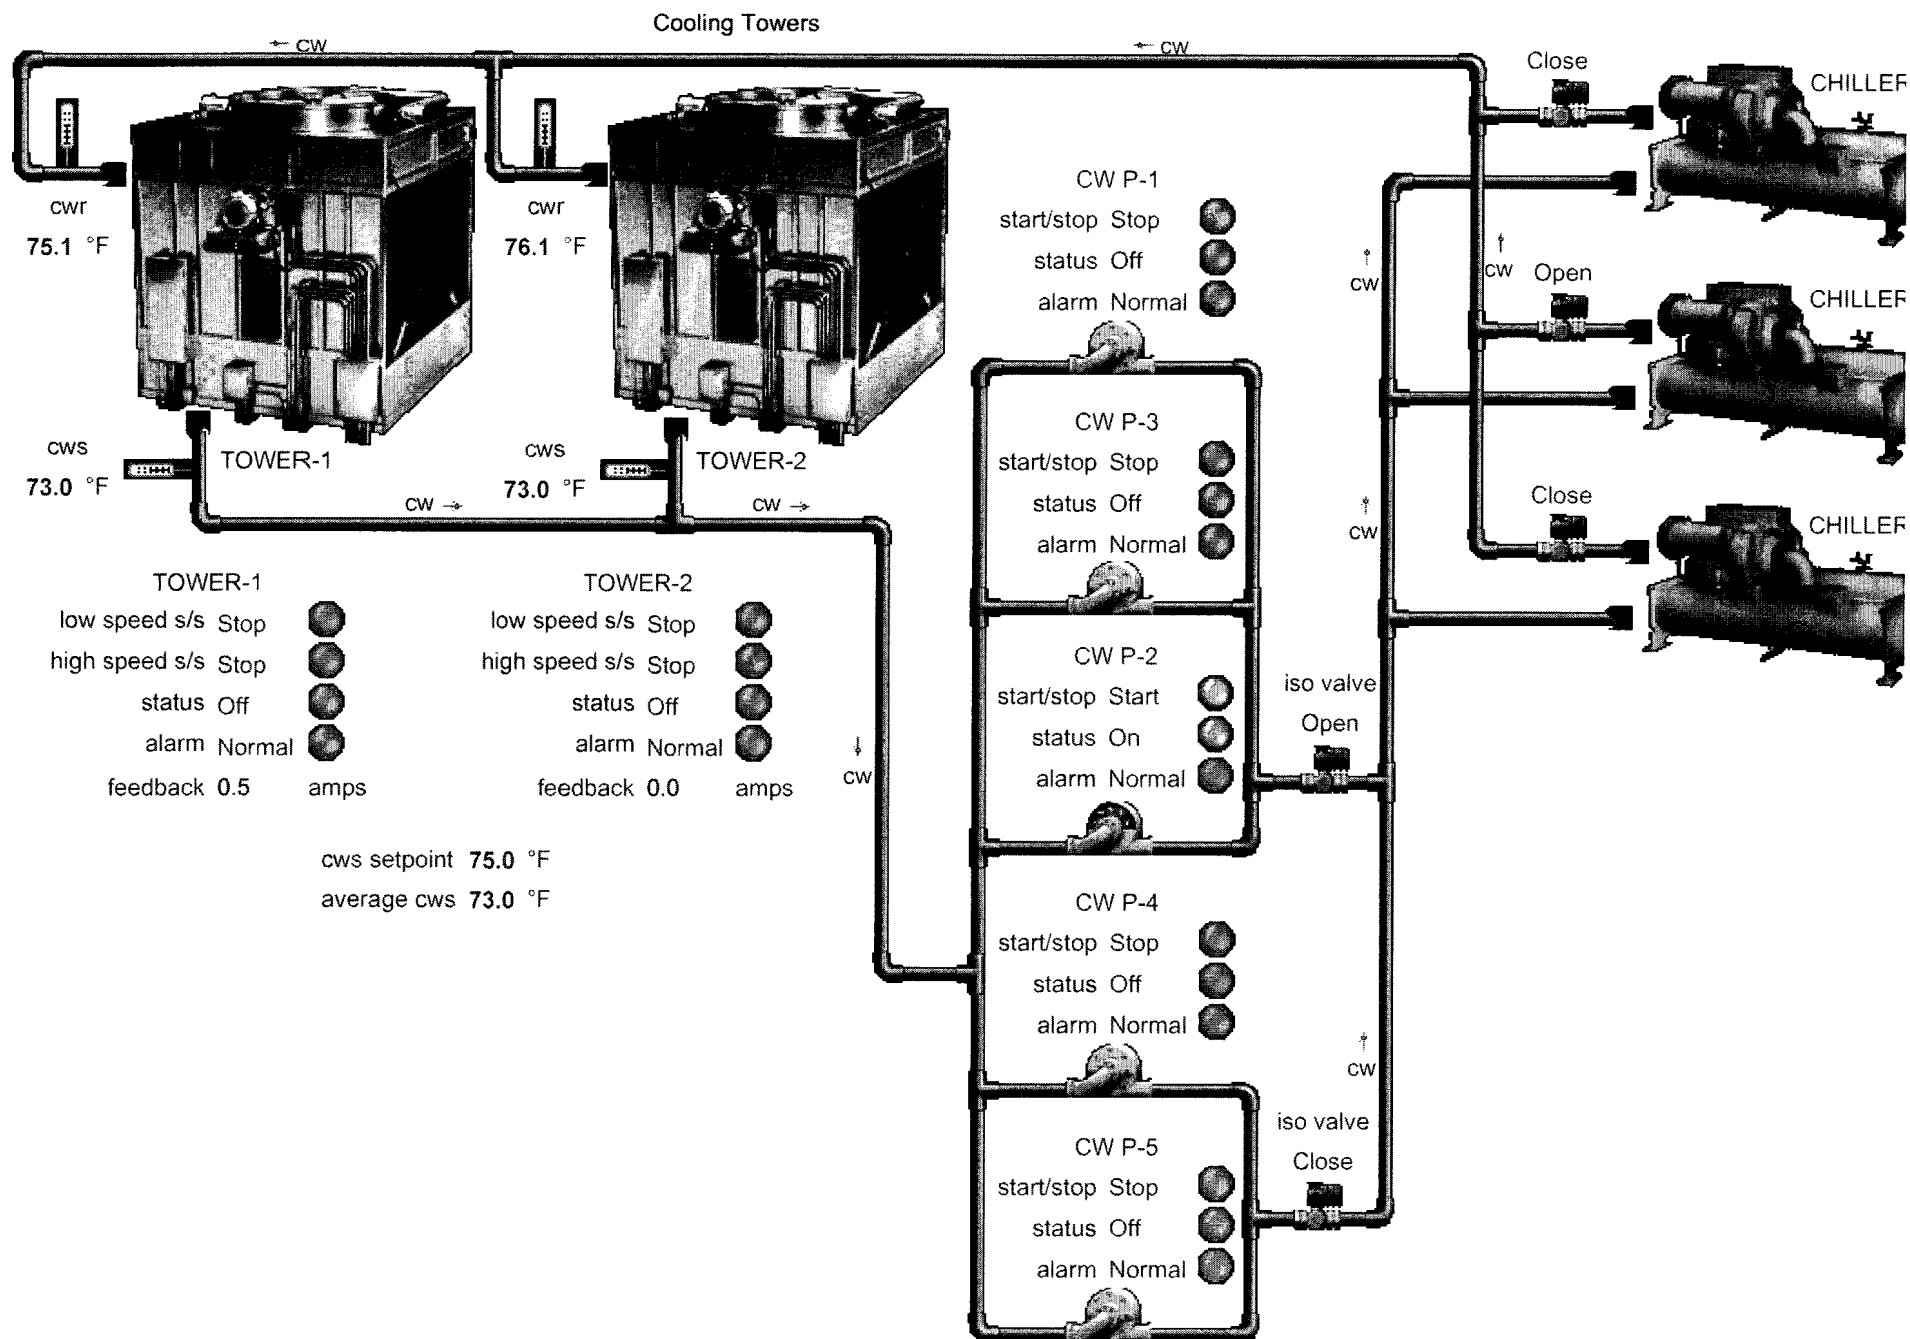 Cooling Towers
← CW
← CW
Close
CHILLER
cwr
75.1 °F
cwr
76.1 °F
CW P-1
start/stop Stop
status Off
alarm Normal
cw
cw
Open
CHILLER
CW P-3
start/stop Stop
status Off
alarm Normal
cws
73.0 °F
TOWER-1
cws
73.0 °F
TOWER-2
cw →
cw →
cw
Close
CHILLER
TOWER-1
low speed s/s Stop
high speed s/s Stop
status Off
alarm Normal
feedback 0.5 amps
TOWER-2
low speed s/s Stop
high speed s/s Stop
status Off
alarm Normal
feedback 0.0 amps
cw
CW P-2
start/stop Start
status On
alarm Normal
iso valve
Open
cws setpoint 75.0 °F
average cws 73.0 °F
CW P-4
start/stop Stop
status Off
alarm Normal
cw
CW P-5
start/stop Stop
status Off
alarm Normal
iso valve
Close